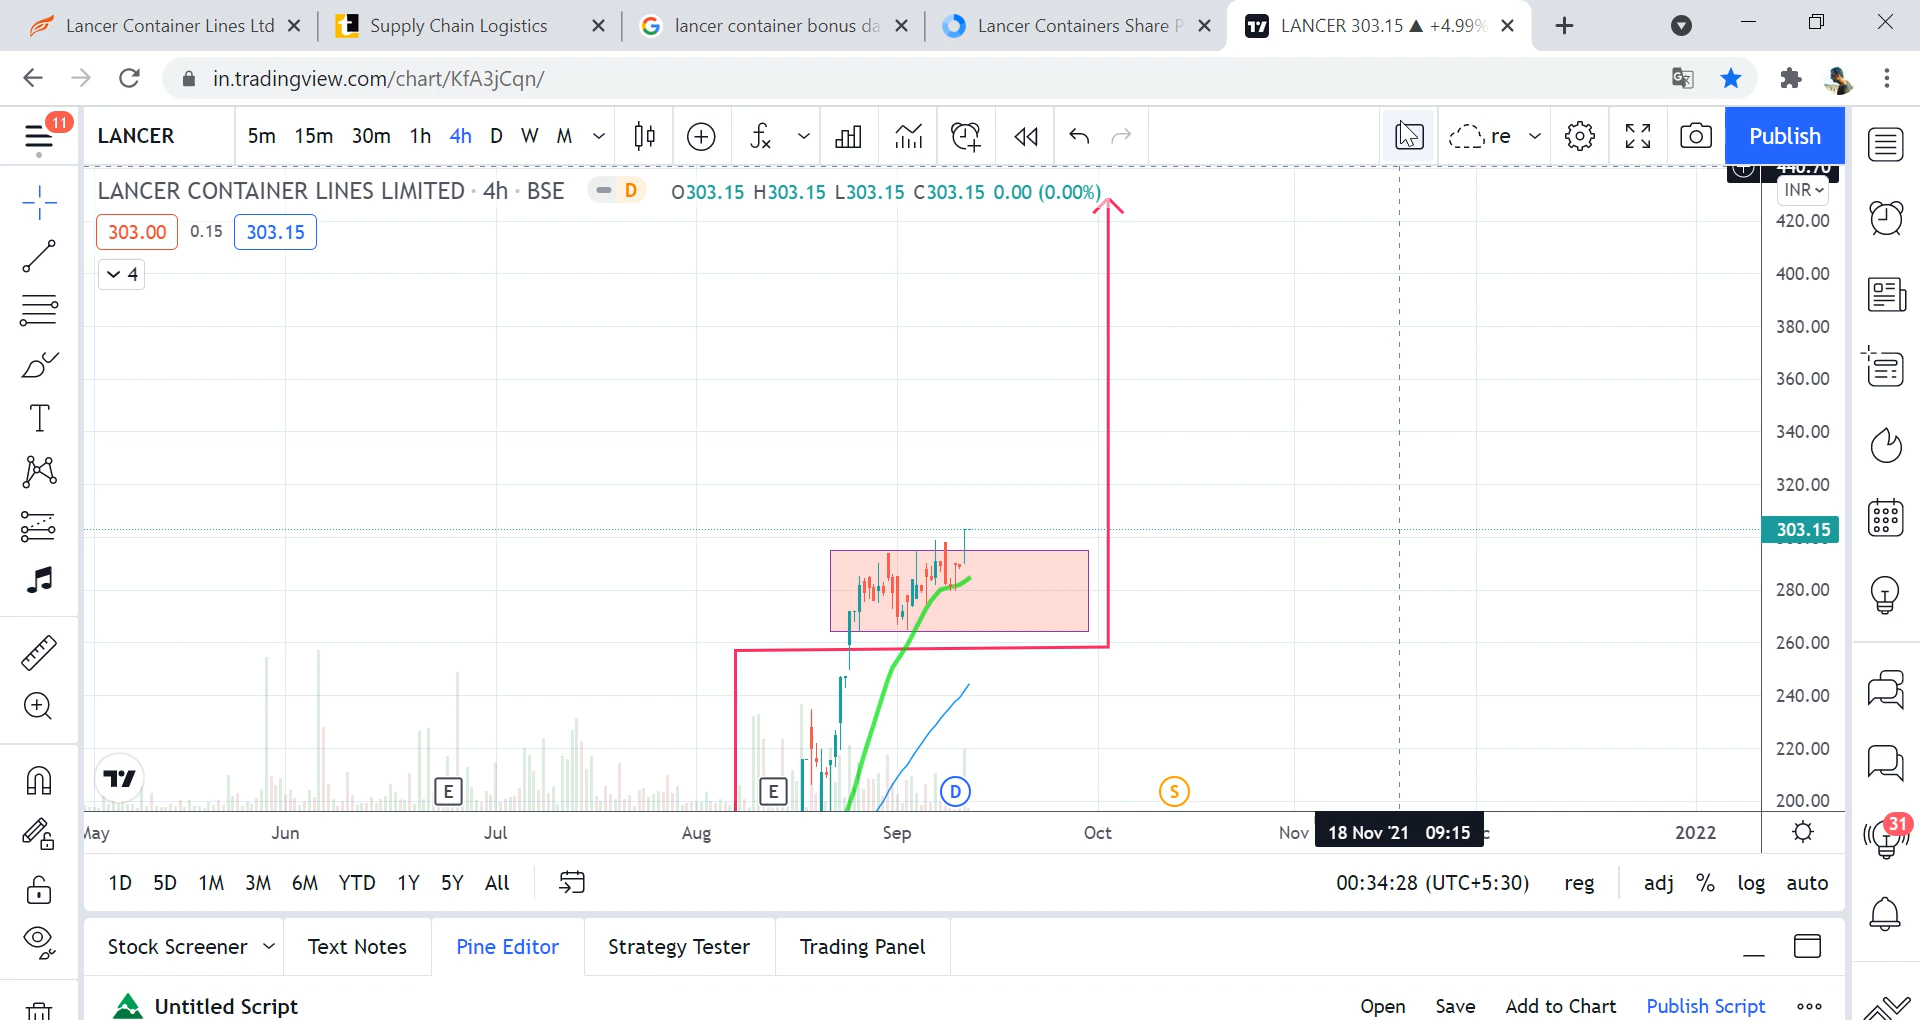 Lancer Container Lines Ltd
Supply Chain Logistics
lancer container bonus da
Lancer Containers Share P
LANCER 303.15 ▲ +4.99%
in.tradingview.com/chart/KfA3jCqn/
11
LANCER
5m 15m 30m 1h 4h D W M
re
Publish
LANCER CONTAINER LINES LIMITED · 4h · BSE
D
O303.15 H303.15 L303.15 C303.15 0.00 (0.00%)
303.00 0.15 303.15
4
440.70
INR
420.00
400.00
380.00
360.00
340.00
320.00
303.15
280.00
260.00
240.00
220.00
200.00
E
E
D
S
May Jun Jul Aug Sep Oct Nov 18 Nov '21 09:15 2022
31
1D 5D 1M 3M 6M YTD 1Y 5Y All
00:34:28 (UTC+5:30) reg adj % log auto
Stock Screener Text Notes Pine Editor Strategy Tester Trading Panel
Untitled Script
Open Save Add to Chart Publish Script